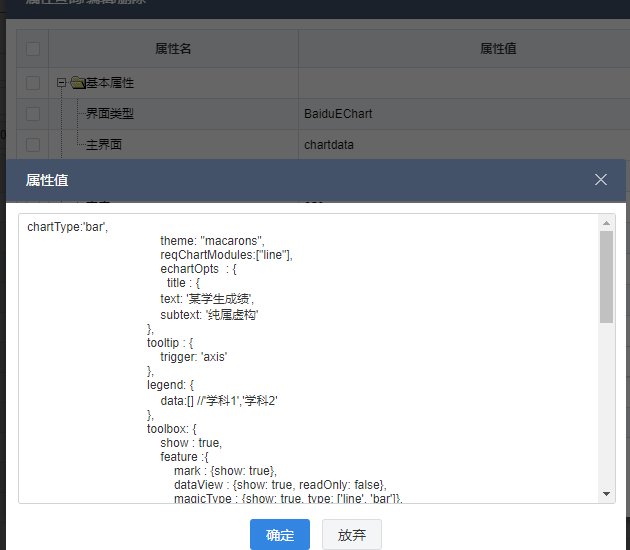 属性名 属性值
基本属性
界面类型 BaiduEChart
主界面 chartdata
属性值
chartType:'bar',
theme: "macarons",
reqChartModules:["line"],
echartOpts : {
title : {
text: '某学生成绩',
subtext: '纯属虚构'
},
tooltip : {
trigger: 'axis'
},
legend: {
data:[] //'学科1','学科2'
},
toolbox: {
show : true,
feature :{
mark : {show: true},
dataView : {show: true, readOnly: false},
magicType : {show: true, type: ['line', 'bar']},
确定 放弃